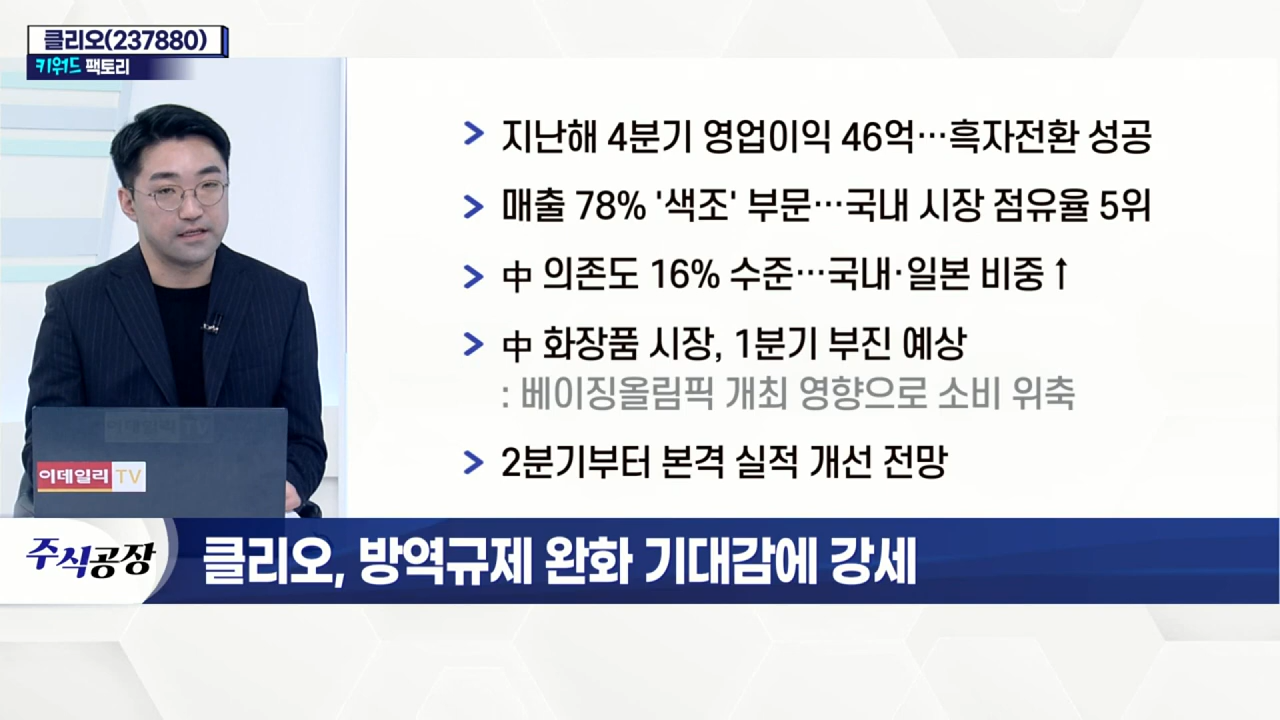 클리오(237880)
키워드 팩토리
> 지난해 4분기 영업이익 46억…흑자전환 성공
> 매출 78% '색조' 부문…국내 시장 점유율 5위
> 中 의존도 16% 수준…국내·일본 비중↑
> 中 화장품 시장, 1분기 부진 예상
: 베이징올림픽 개최 영향으로 소비 위축
> 2분기부터 본격 실적 개선 전망
이데일리 TV
주식공장
클리오, 방역규제 완화 기대감에 강세